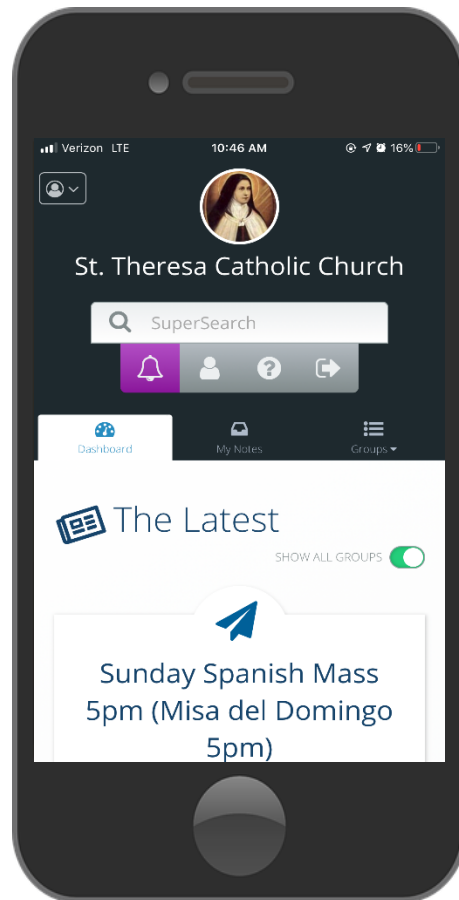 Verizon LTE 10:46 AM 16%
St. Theresa Catholic Church
SuperSearch
Dashboard My Notes Groups
The Latest
SHOW ALL GROUPS
Sunday Spanish Mass
5pm (Misa del Domingo
5pm)